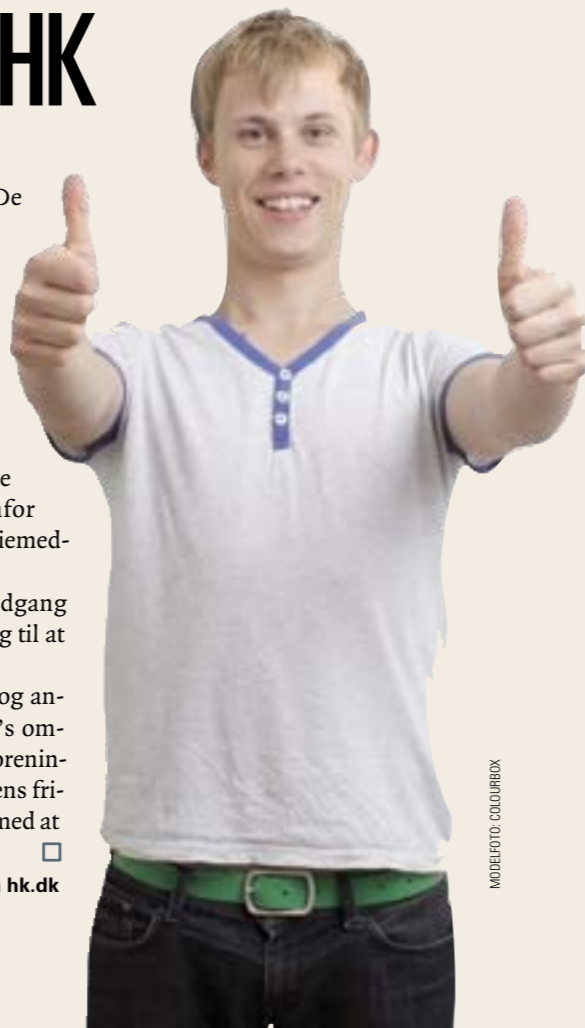 HK
De
e
for
iemed-
dgang
g til at
og an-
's om-
orenin-
ens fri-
med at
hk.dk
MODELFOTO: COLOURBOX